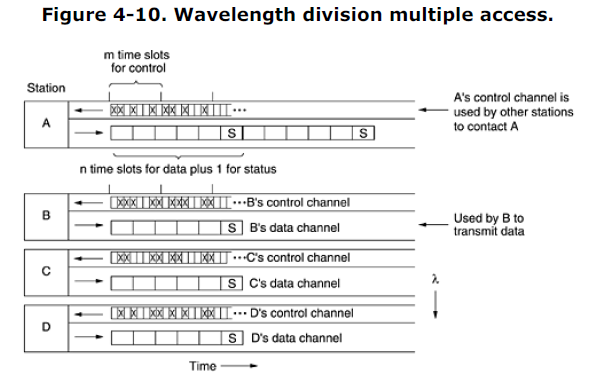 Figure 4-10. Wavelength division multiple access.
m time slots
for control
Station
A
S
S
A's control channel is
used by other stations
to contact A
n time slots for data plus 1 for status
B
···B's control channel
S B's data channel
Used by B to
transmit data
C
···C's control channel
S C's data channel
λ
D
··· D's control channel
S D's data channel
Time